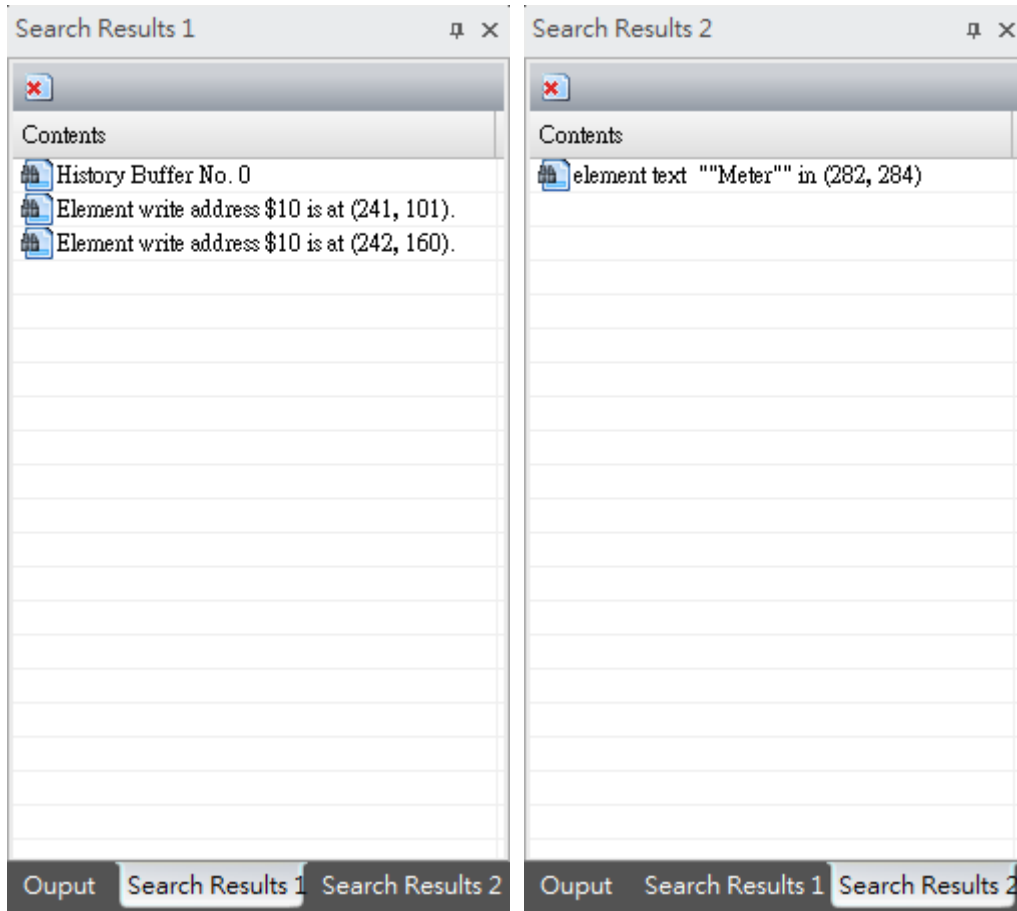 Search Results 1
Contents
History Buffer No. 0
Element write address $10 is at (241, 101).
Element write address $10 is at (242, 160).
Ouput Search Results 1 Search Results 2
Search Results 2
Contents
element text ""Meter"" in (282, 284)
Ouput Search Results 1 Search Results 2